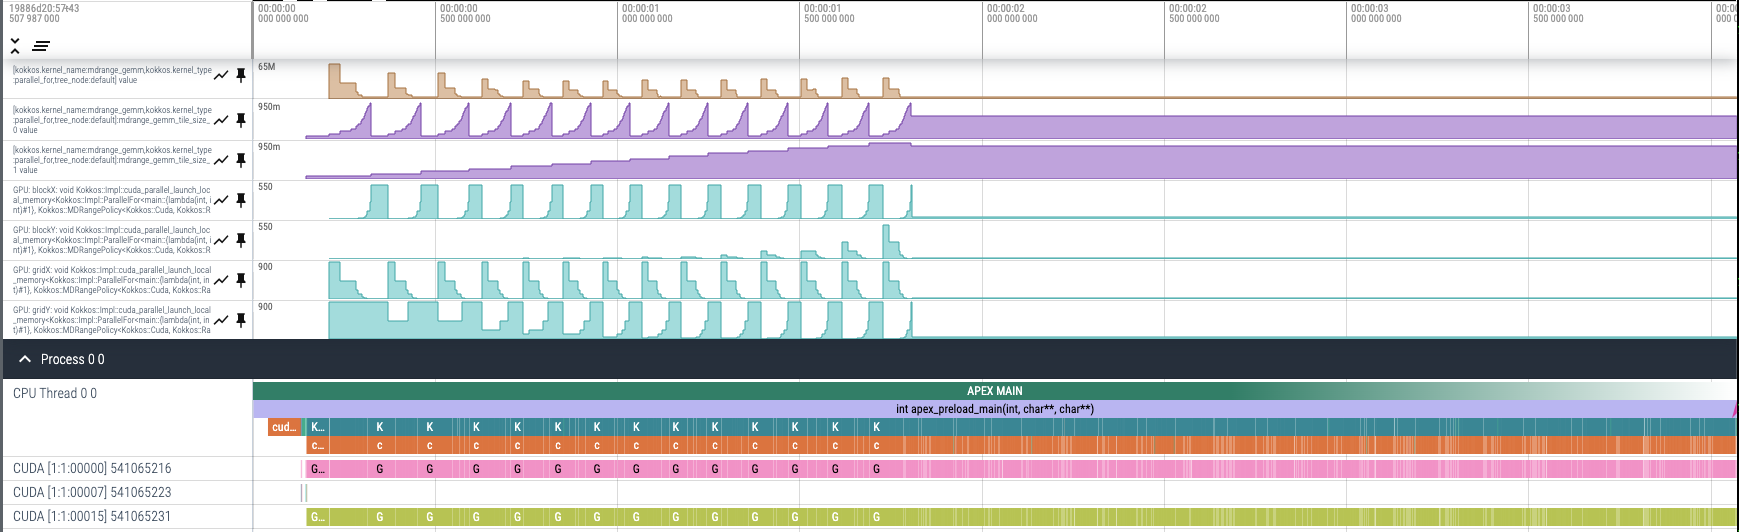 19886d20:57:43
507 987 000
00:00:00
000 000 000
00:00:00
500 000 000
00:00:01
000 000 000
00:00:01
500 000 000
00:00:02
000 000 000
00:00:02
500 000 000
00:00:03
000 000 000
00:00:03
500 000 000
00:00
000 0
[kokkos.kernel_name:mdrange_gemm,kokkos.kernel_type
:parallel_for,tree_node:default] value
65M
[kokkos.kernel_name:mdrange_gemm,kokkos.kernel_type
:parallel_for,tree_node:default]:mdrange_gemm_tile_size_
0 value
950m
[kokkos.kernel_name:mdrange_gemm,kokkos.kernel_type
:parallel_for,tree_node:default]:mdrange_gemm_tile_size_
1 value
950m
GPU: blockX: void Kokkos::Impl::cuda_parallel_launch_loc
al_memory<Kokkos::Impl::ParallelFor<main::{lambda(int, i
nt)#1}, Kokkos::MDRangePolicy<Kokkos::Cuda, Kokkos::R
550
GPU: blockY: void Kokkos::Impl::cuda_parallel_launch_loc
al_memory<Kokkos::Impl::ParallelFor<main::{lambda(int, i
nt)#1}, Kokkos::MDRangePolicy<Kokkos::Cuda, Kokkos::R
550
GPU: gridX: void Kokkos::Impl::cuda_parallel_launch_local
_memory<Kokkos::Impl::ParallelFor<main::{lambda(int, in
t)#1}, Kokkos::MDRangePolicy<Kokkos::Cuda, Kokkos::Ra
900
GPU: gridY: void Kokkos::Impl::cuda_parallel_launch_local
_memory<Kokkos::Impl::ParallelFor<main::{lambda(int, in
t)#1}, Kokkos::MDRangePolicy<Kokkos::Cuda, Kokkos::Ra
900
Process 0 0
CPU Thread 0 0
APEX MAIN
int apex_preload_main(int, char**, char**)
cud... K... K K K K K K K K K K K K K
c... c c c c c c c c c c c c c
CUDA [1:1:00000] 541065216
G... G G G G G G G G G G G G G
CUDA [1:1:00007] 541065223
CUDA [1:1:00015] 541065231
G... G G G G G G G G G G G G G